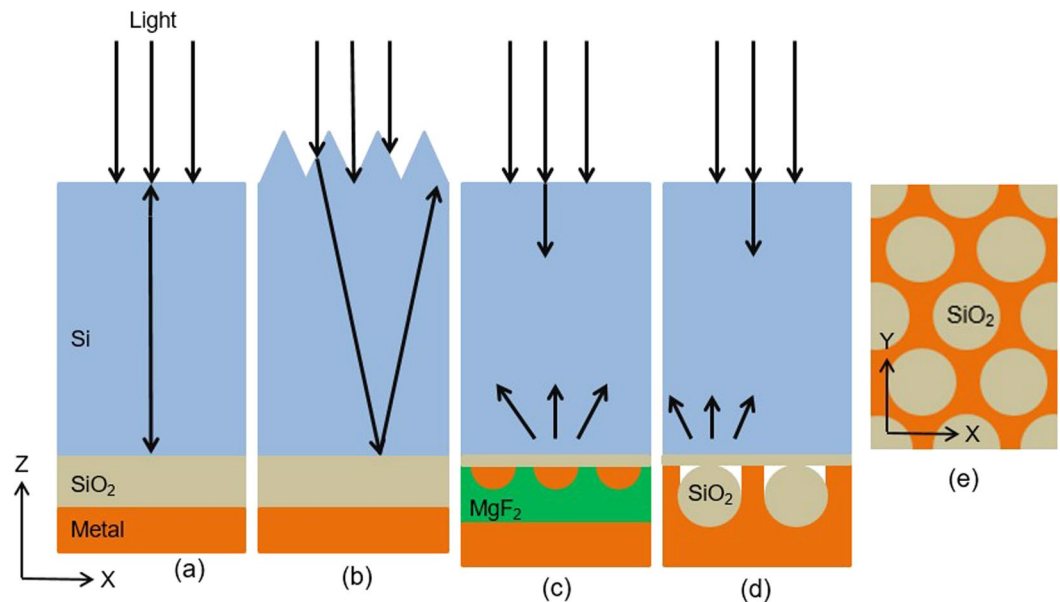 Light
Si
SiO₂
Metal
Z
X
(a)
(b)
MgF₂
(c)
SiO₂
(d)
SiO₂
Y
X
(e)